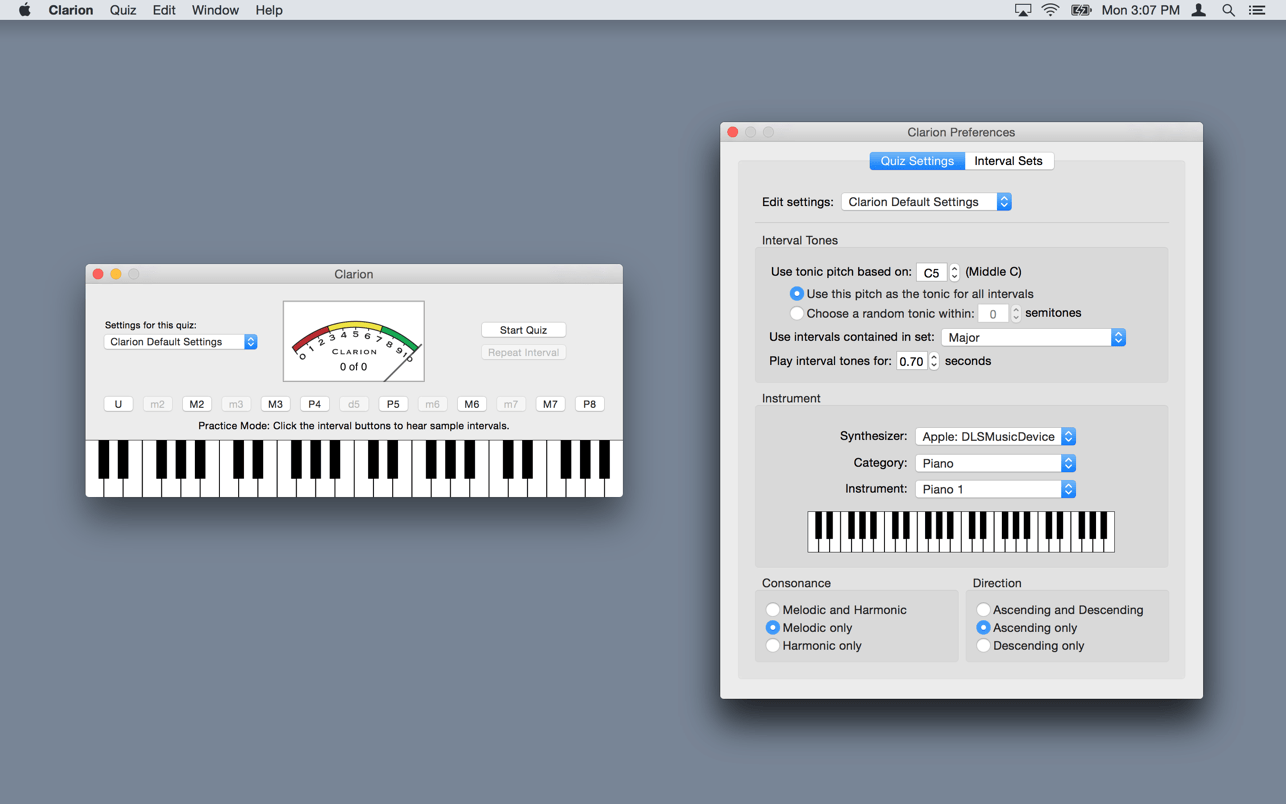 Clarion Quiz Edit Window Help Mon 3:07 PM
Clarion
Settings for this quiz:
Clarion Default Settings
0 1 2 3 4 5 6 7 8 9 10
CLARION
0 of 0
Start Quiz
Repeat Interval
U m2 M2 m3 M3 P4 d5 P5 m6 M6 m7 M7 P8
Practice Mode: Click the interval buttons to hear sample intervals.
Clarion Preferences
Quiz Settings Interval Sets
Edit settings: Clarion Default Settings
Interval Tones
Use tonic pitch based on: C5 (Middle C)
Use this pitch as the tonic for all intervals
Choose a random tonic within: 0 semitones
Use intervals contained in set: Major
Play interval tones for: 0.70 seconds
Instrument
Synthesizer: Apple: DLSMusicDevice
Category: Piano
Instrument: Piano 1
Consonance
Melodic and Harmonic
Melodic only
Harmonic only
Direction
Ascending and Descending
Ascending only
Descending only